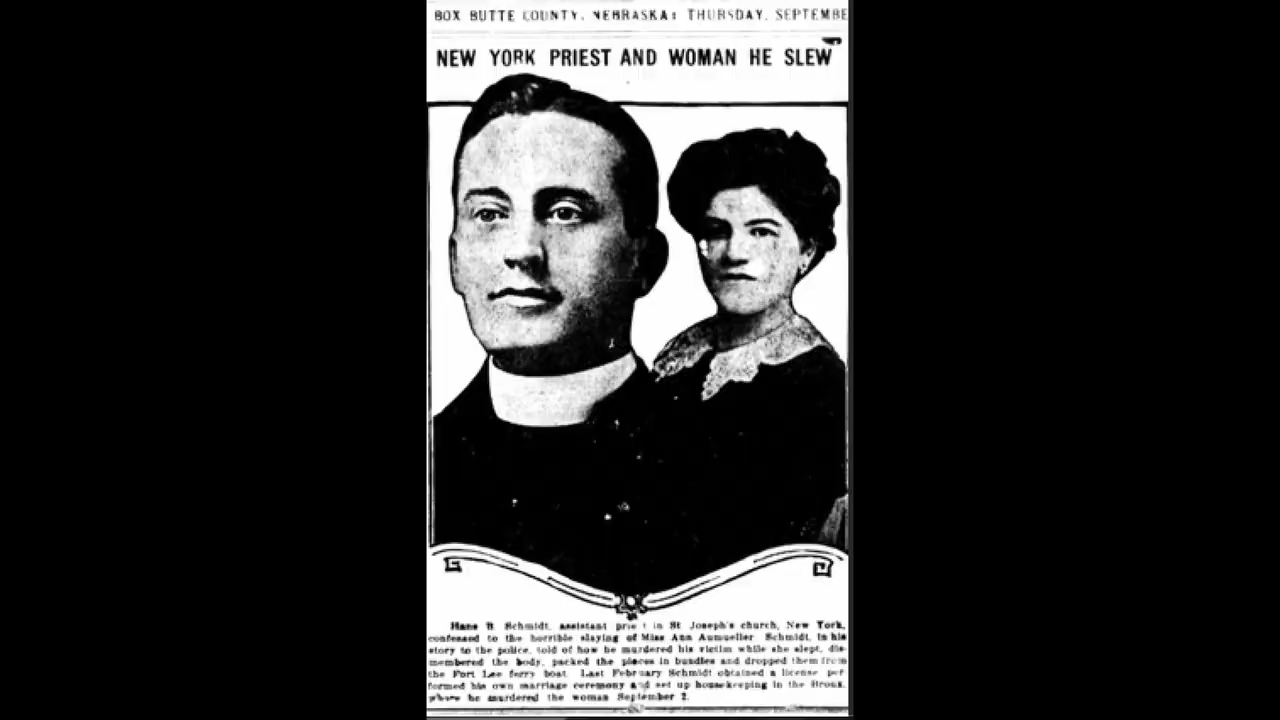 BOX BUTTE COUNTY, NEBRASKA: THURSDAY, SEPTEMBE
NEW YORK PRIEST AND WOMAN HE SLEW
Hans B. Schmidt, assistant priest in St Joseph's church, New York,
confessed to the horrible slaying of Miss Ann Aumueller Schmidt, in his
story to the police, told of how he murdered his victim while she slept, dis-
membered the body, packed the pieces in bundles and dropped them from
the Fort Lee ferry boat. Last February Schmidt obtained a license per-
formed his own marriage ceremony and set up housekeeping in the Bronx,
where he murdered the woman September 2.